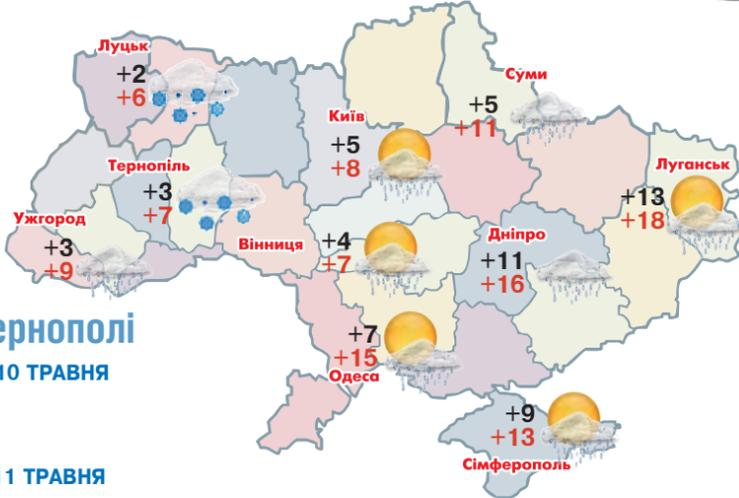 Луцьк
+2
+6
Суми
+5
+11
Київ
+5
+8
Тернопіль
+3
+7
Луганськ
+13
+18
Ужгород
+3
+9
Вінниця
+4
+7
Дніпро
+11
+16
+7
+15
Одеса
ернополі
10 ТРАВНЯ
+9
+13
Сімферополь
11 ТРАВНЯ